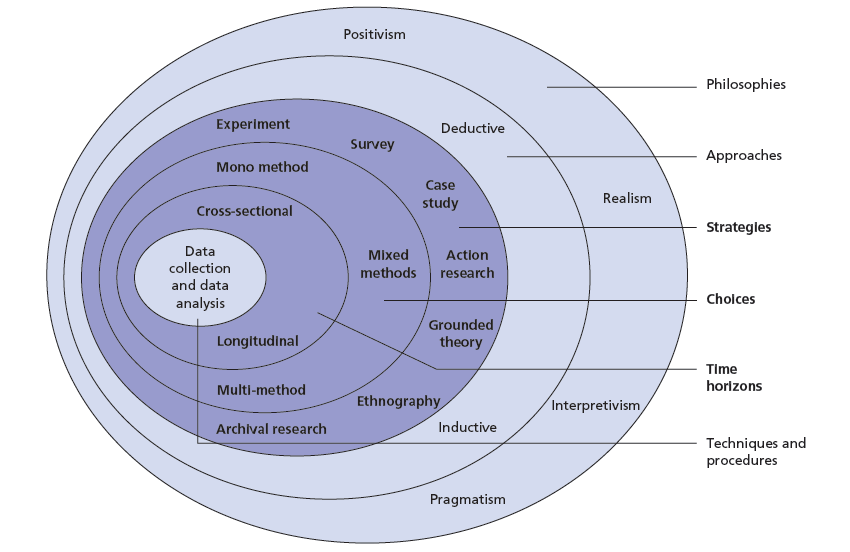 Positivism
Philosophies
Experiment
Deductive
Survey
Approaches
Mono method
Case
study
Realism
Cross-sectional
Strategies
Data
collection
and data
analysis
Mixed
methods
Action
research
Choices
Longitudinal
Grounded
theory
Time
horizons
Multi-method
Ethnography
Interpretivism
Archival research
Inductive
Techniques and
procedures
Pragmatism